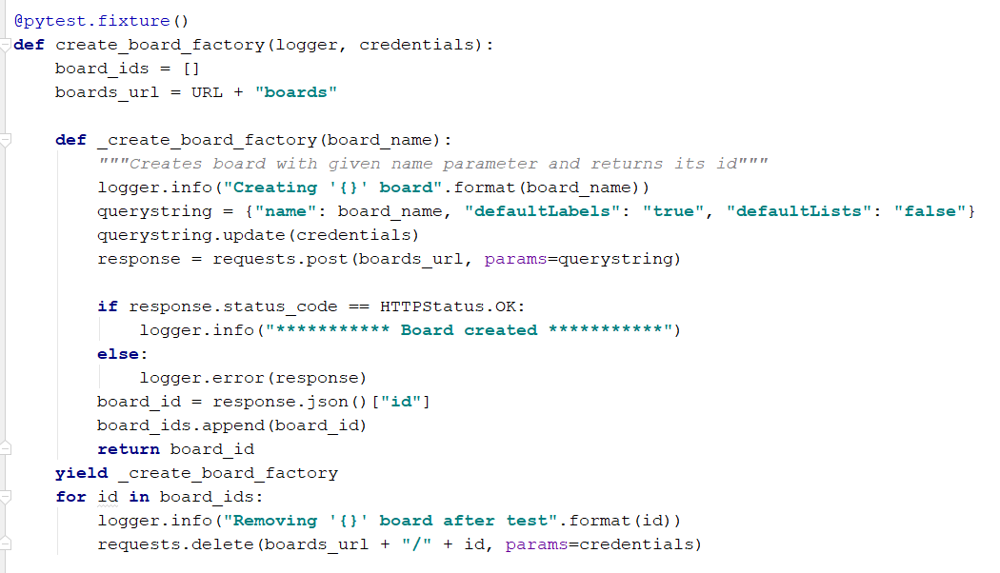 @pytest.fixture()
def create_board_factory(logger, credentials):
    board_ids = []
    boards_url = URL + "boards"

    def _create_board_factory(board_name):
        """Creates board with given name parameter and returns its id"""
        logger.info("Creating '{}' board".format(board_name))
        querystring = {"name": board_name, "defaultLabels": "true", "defaultLists": "false"}
        querystring.update(credentials)
        response = requests.post(boards_url, params=querystring)

        if response.status_code == HTTPStatus.OK:
            logger.info("*********** Board created ***********")
        else:
            logger.error(response)
        board_id = response.json()["id"]
        board_ids.append(board_id)
        return board_id
    yield _create_board_factory
    for id in board_ids:
        logger.info("Removing '{}' board after test".format(id))
        requests.delete(boards_url + "/" + id, params=credentials)